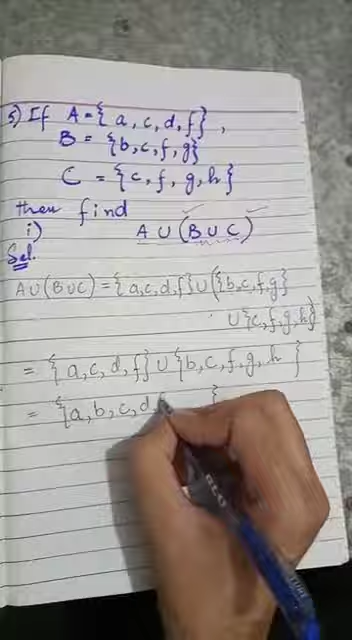 5) If A = { a, c, d, f } ,
B = { b, c, f, g }
C = { c, f, g, h }
then find
i) A ∪ ( B ∪ C )
Sol.
A ∪ ( B ∪ C ) = { a, c, d, f } ∪ ( { b, c, f, g }
∪ { c, f, g, h }
= { a, c, d, f } ∪ { b, c, f, g, h }
= { a, b, c, d }